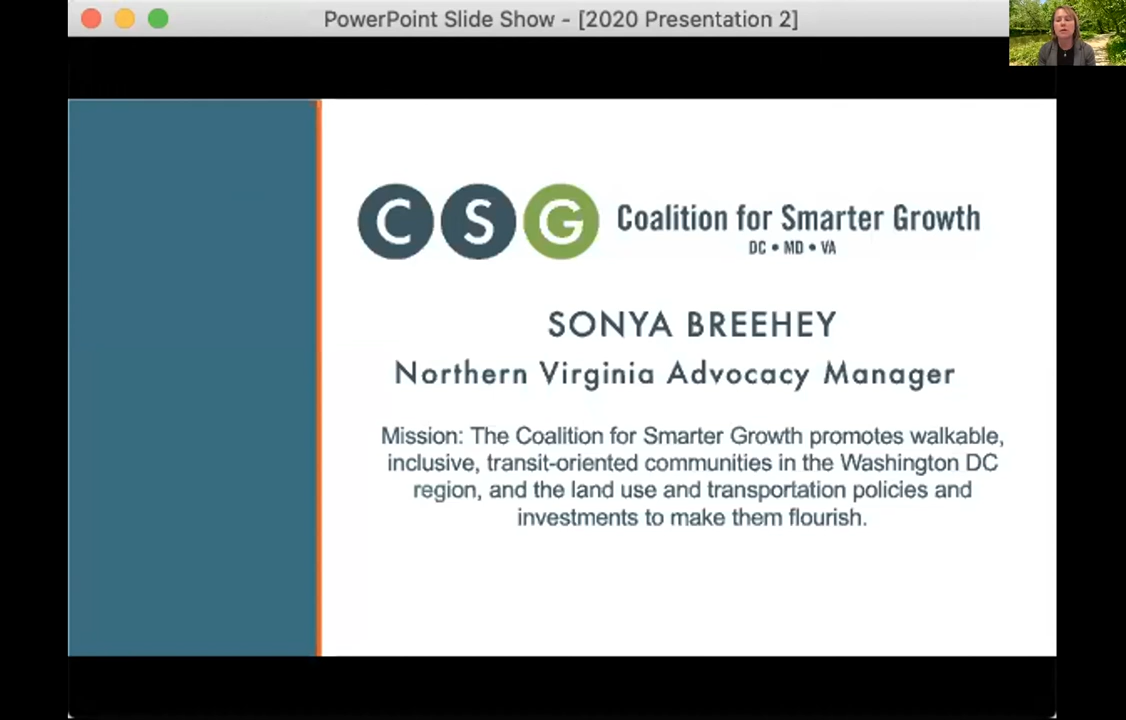 PowerPoint Slide Show - [2020 Presentation 2]
CSG Coalition for Smarter Growth
DC • MD • VA
SONYA BREEHEY
Northern Virginia Advocacy Manager
Mission: The Coalition for Smarter Growth promotes walkable,
inclusive, transit-oriented communities in the Washington DC
region, and the land use and transportation policies and
investments to make them flourish.